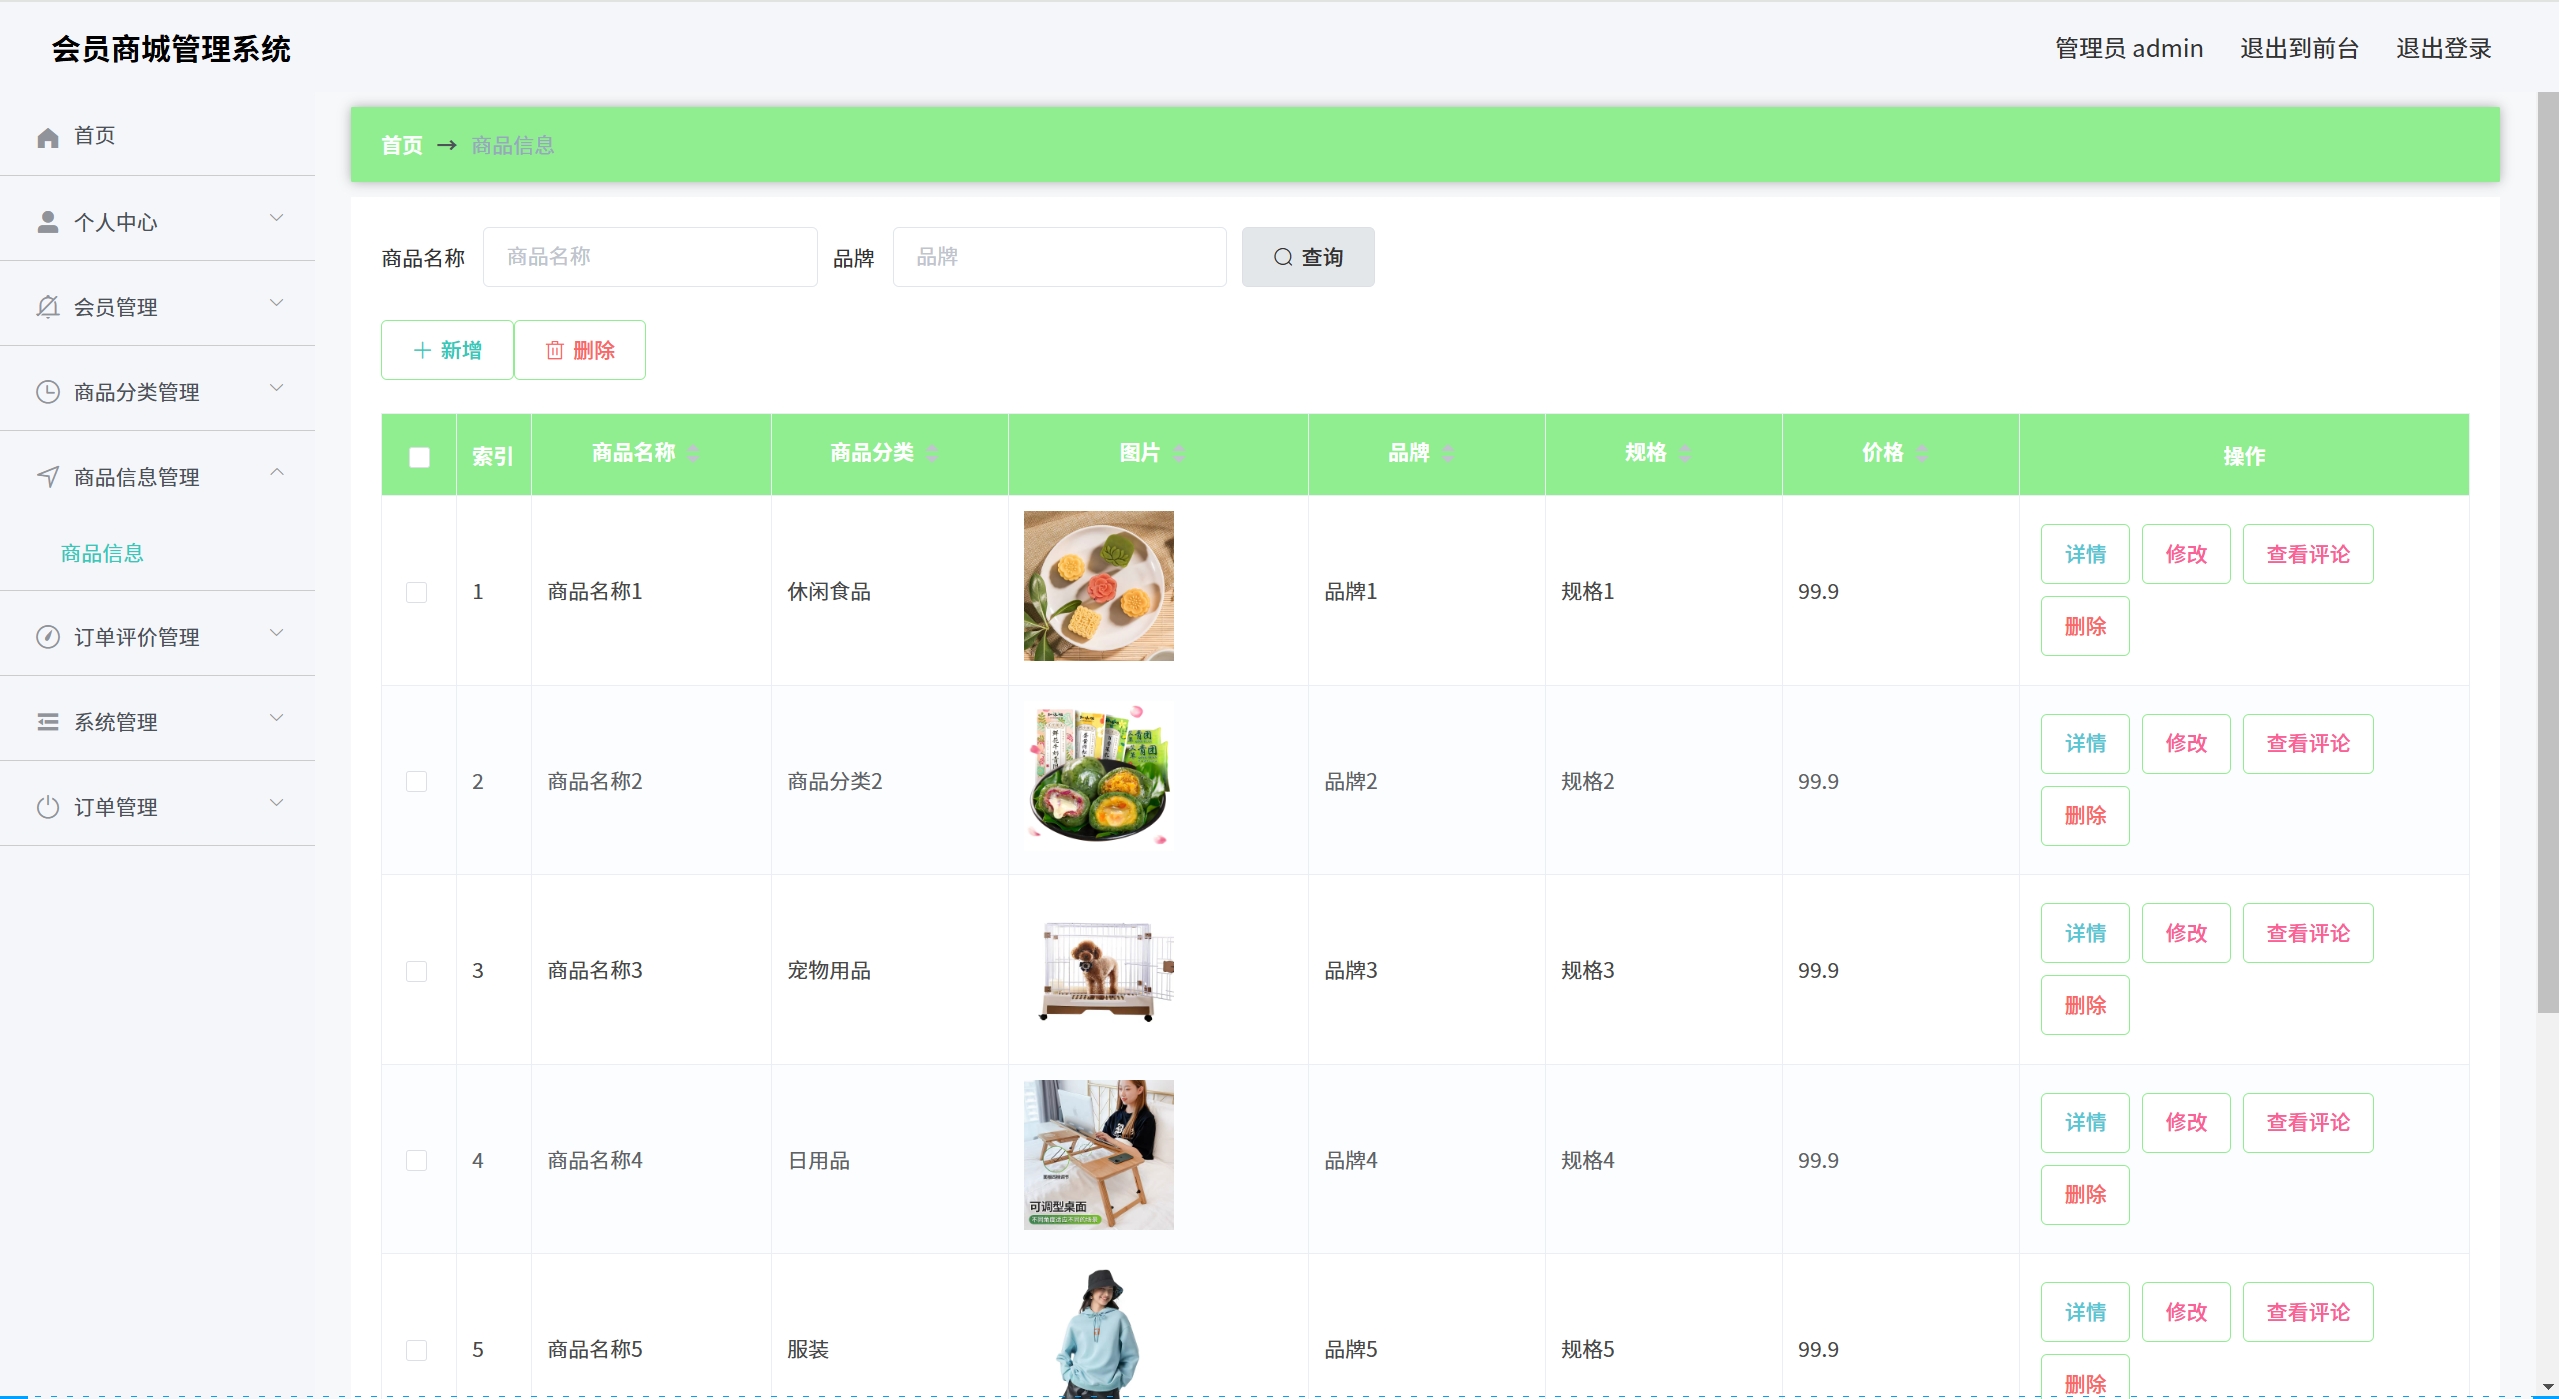 会员商城管理系统
管理员 admin 退出到前台 退出登录
首页
个人中心
会员管理
商品分类管理
商品信息管理
商品信息
订单评价管理
系统管理
订单管理
首页 → 商品信息
商品名称 商品名称 品牌 品牌 查询
新增 删除
索引 商品名称 商品分类 图片 品牌 规格 价格 操作
1 商品名称1 休闲食品 品牌1 规格1 99.9 详情 修改 查看评论
删除
2 商品名称2 商品分类2 品牌2 规格2 99.9 详情 修改 查看评论
删除
3 商品名称3 宠物用品 品牌3 规格3 99.9 详情 修改 查看评论
删除
4 商品名称4 日用品 品牌4 规格4 99.9 详情 修改 查看评论
删除
可调型桌面
5 商品名称5 服装 品牌5 规格5 99.9 详情 修改 查看评论
删除